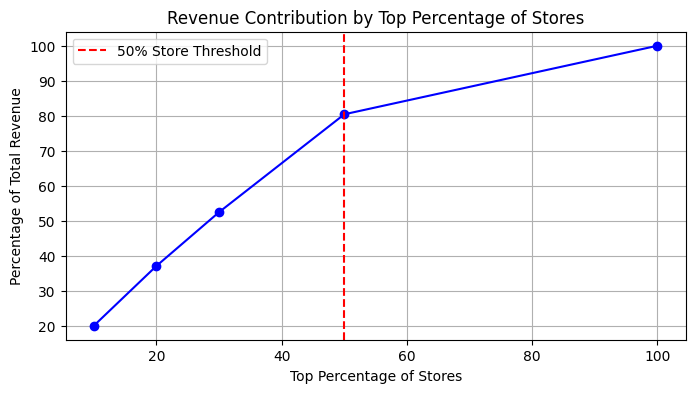 Revenue Contribution by Top Percentage of Stores
50% Store Threshold
Percentage of Total Revenue
100
90
80
70
60
50
40
30
20
20 40 60 80 100
Top Percentage of Stores